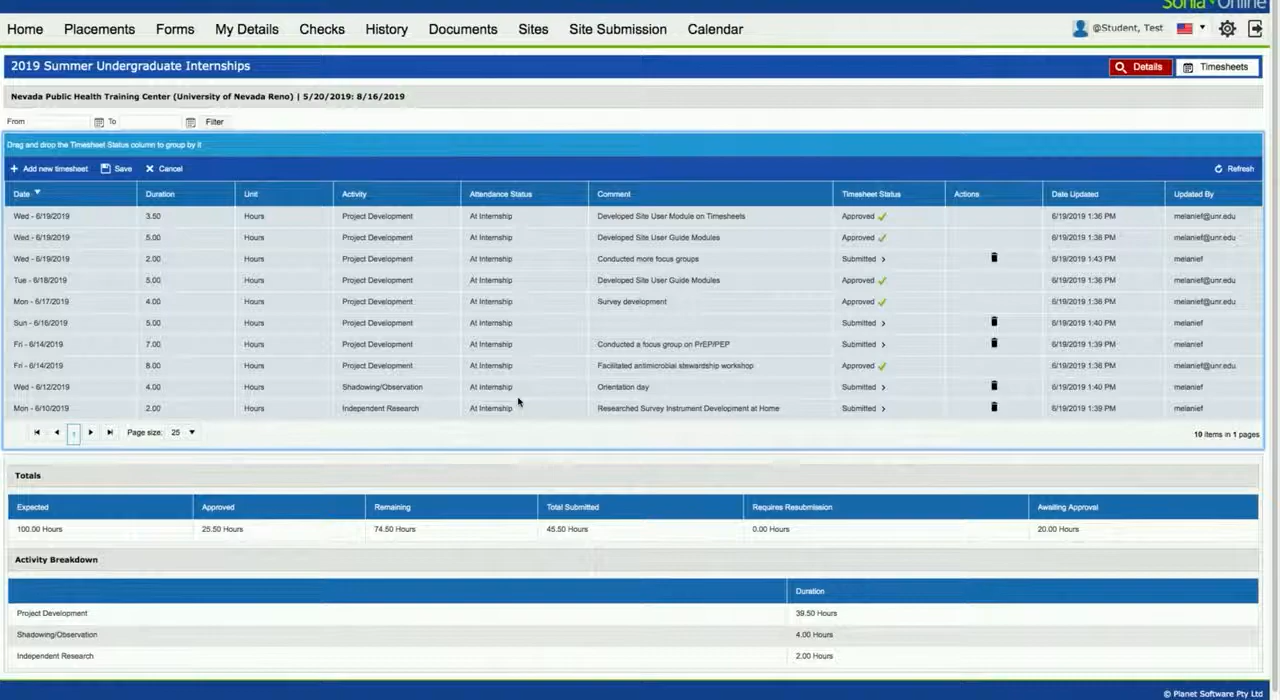 Sonia Online
Home Placements Forms My Details Checks History Documents Sites Site Submission Calendar @Student, Test
2019 Summer Undergraduate Internships Details Timesheets
Nevada Public Health Training Center (University of Nevada Reno) | 5/20/2019: 8/16/2019
From To Filter
Drag and drop the Timesheet Status column to group by it
+ Add new timesheet Save Cancel Refresh
Date Duration Unit Activity Attendance Status Comment Timesheet Status Actions Date Updated Updated By
Wed - 6/19/2019 3.50 Hours Project Development At Internship Developed Site User Module on Timesheets Approved 6/19/2019 1:36 PM melanief@unr.edu
Wed - 6/19/2019 5.00 Hours Project Development At Internship Developed Site User Guide Modules Approved 6/19/2019 1:36 PM melanief@unr.edu
Wed - 6/19/2019 2.00 Hours Project Development At Internship Conducted more focus groups Submitted > 6/19/2019 1:43 PM melanief
Tue - 6/18/2019 5.00 Hours Project Development At Internship Developed Site User Guide Modules Approved 6/19/2019 1:36 PM melanief@unr.edu
Mon - 6/17/2019 4.00 Hours Project Development At Internship Survey development Approved 6/19/2019 1:36 PM melanief@unr.edu
Sun - 6/16/2019 5.00 Hours Project Development At Internship Submitted > 6/19/2019 1:40 PM melanief
Fri - 6/14/2019 7.00 Hours Project Development At Internship Conducted a focus group on PrEP/PEP Submitted > 6/19/2019 1:39 PM melanief
Fri - 6/14/2019 8.00 Hours Project Development At Internship Facilitated antimicrobial stewardship workshop Approved 6/19/2019 1:36 PM melanief@unr.edu
Wed - 6/12/2019 4.00 Hours Shadowing/Observation At Internship Orientation day Submitted > 6/19/2019 1:40 PM melanief
Mon - 6/10/2019 2.00 Hours Independent Research At Internship Researched Survey Instrument Development at Home Submitted > 6/19/2019 1:39 PM melanief
1 Page size: 25 10 items in 1 pages
Totals
Expected Approved Remaining Total Submitted Requires Resubmission Awaiting Approval
100.00 Hours 25.50 Hours 74.50 Hours 45.50 Hours 0.00 Hours 20.00 Hours
Activity Breakdown
Duration
Project Development 39.50 Hours
Shadowing/Observation 4.00 Hours
Independent Research 2.00 Hours
© Planet Software Pty Ltd